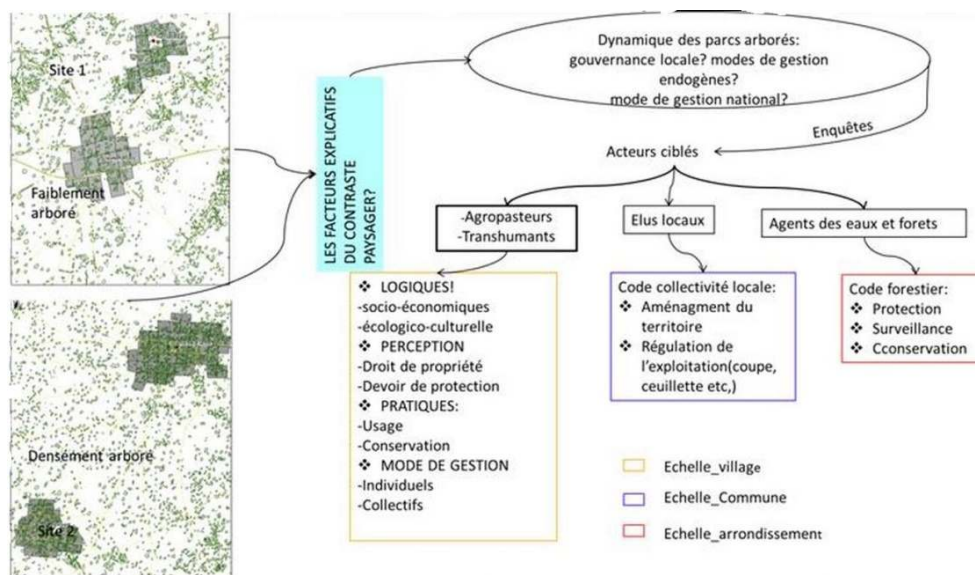 Site 1
Faiblement
arboré
Densément arboré
Site 2
LES FACTEURS EXPLICATIFS
DU CONTRASTE
PAYSAGER?
Dynamique des parcs arborés:
gouvernance locale? modes de gestion
endogènes?
mode de gestion national?
Enquêtes
Acteurs ciblés
-Agropasteurs
-Transhumants
Elus locaux
Agents des eaux et forets
❖ LOGIQUES!
-socio-économiques
-écologico-culturelle
❖ PERCEPTION
-Droit de propriété
-Devoir de protection
❖ PRATIQUES:
-Usage
-Conservation
❖ MODE DE GESTION
-Individuels
-Collectifs
Code collectivité locale:
❖ Aménagment du
territoire
❖ Régulation de
l'exploitation(coupe,
ceuillette etc,)
Code forestier:
❖ Protection
❖ Surveillance
❖ Cconservation
Echelle_village
Echelle_Commune
Echelle_arrondissement